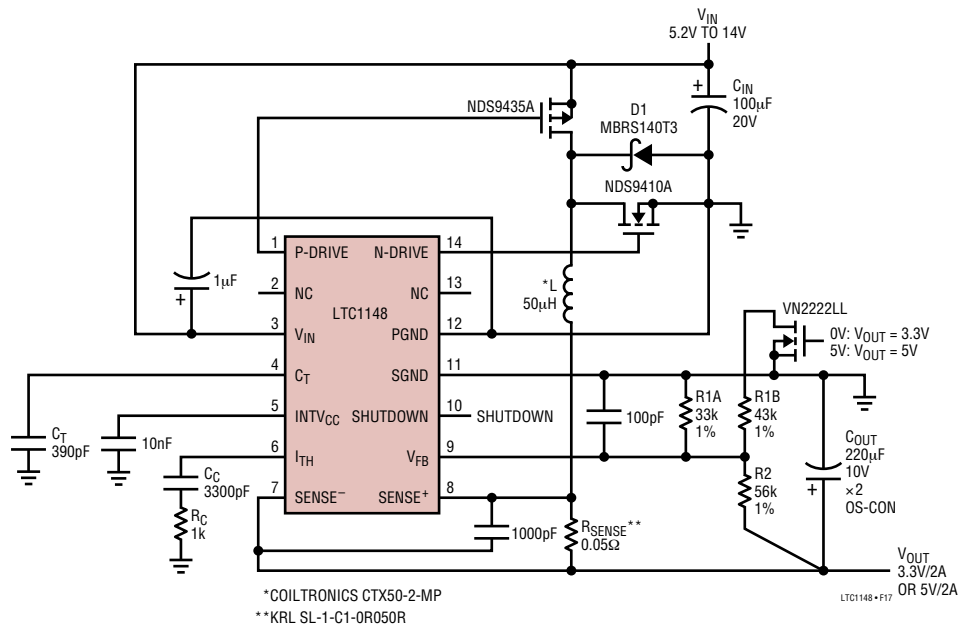 VIN
5.2V TO 14V
+
CIN
100µF
20V
NDS9435A
D1
MBRS140T3
NDS9410A
1µF
+
1
P-DRIVE
N-DRIVE
14
2
NC
NC
13
LTC1148
3
VIN
PGND
12
4
CT
SGND
11
5
INTVCC
SHUTDOWN
10
SHUTDOWN
6
ITH
VFB
9
7
SENSE–
SENSE+
8
*L
50µH
VN2222LL
0V: VOUT = 3.3V
5V: VOUT = 5V
CT
390pF
10nF
CC
3300pF
RC
1k
100pF
R1A
33k
1%
R1B
43k
1%
R2
56k
1%
COUT
220µF
10V
×2
OS-CON
+
1000pF
RSENSE**
0.05Ω
VOUT
3.3V/2A
OR 5V/2A
LTC1148 • F17
*COILTRONICS CTX50-2-MP
**KRL SL-1-C1-0R050R